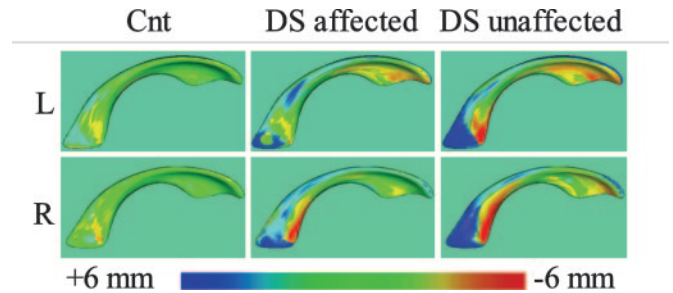 Cnt DS affected DS unaffected
L
R
+6 mm -6 mm